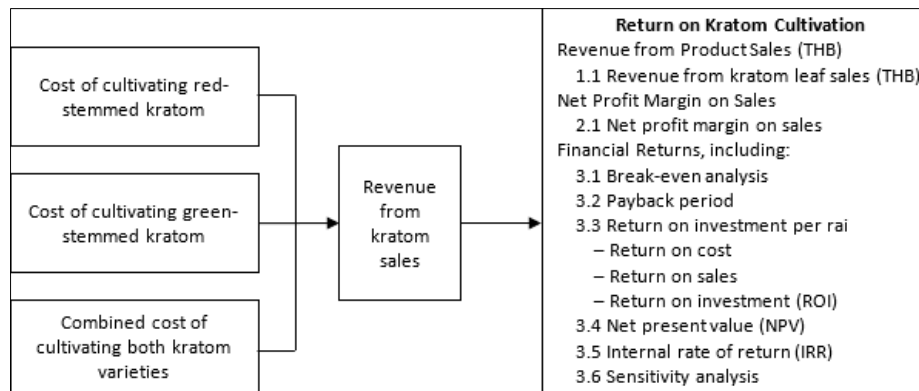 Cost of cultivating red-
stemmed kratom
Cost of cultivating green-
stemmed kratom
Combined cost of
cultivating both kratom
varieties
Revenue
from
kratom
sales
Return on Kratom Cultivation
Revenue from Product Sales (THB)
1.1 Revenue from kratom leaf sales (THB)
Net Profit Margin on Sales
2.1 Net profit margin on sales
Financial Returns, including:
3.1 Break-even analysis
3.2 Payback period
3.3 Return on investment per rai
– Return on cost
– Return on sales
– Return on investment (ROI)
3.4 Net present value (NPV)
3.5 Internal rate of return (IRR)
3.6 Sensitivity analysis